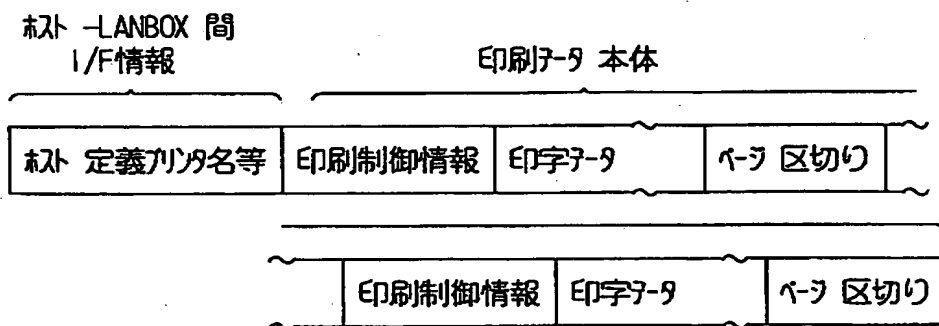 ホスト -LANBOX 間
I/F情報
印刷データ 本体
ホスト 定義プリンタ名等
印刷制御情報
印字データ
ページ 区切り
印刷制御情報
印字データ
ページ 区切り